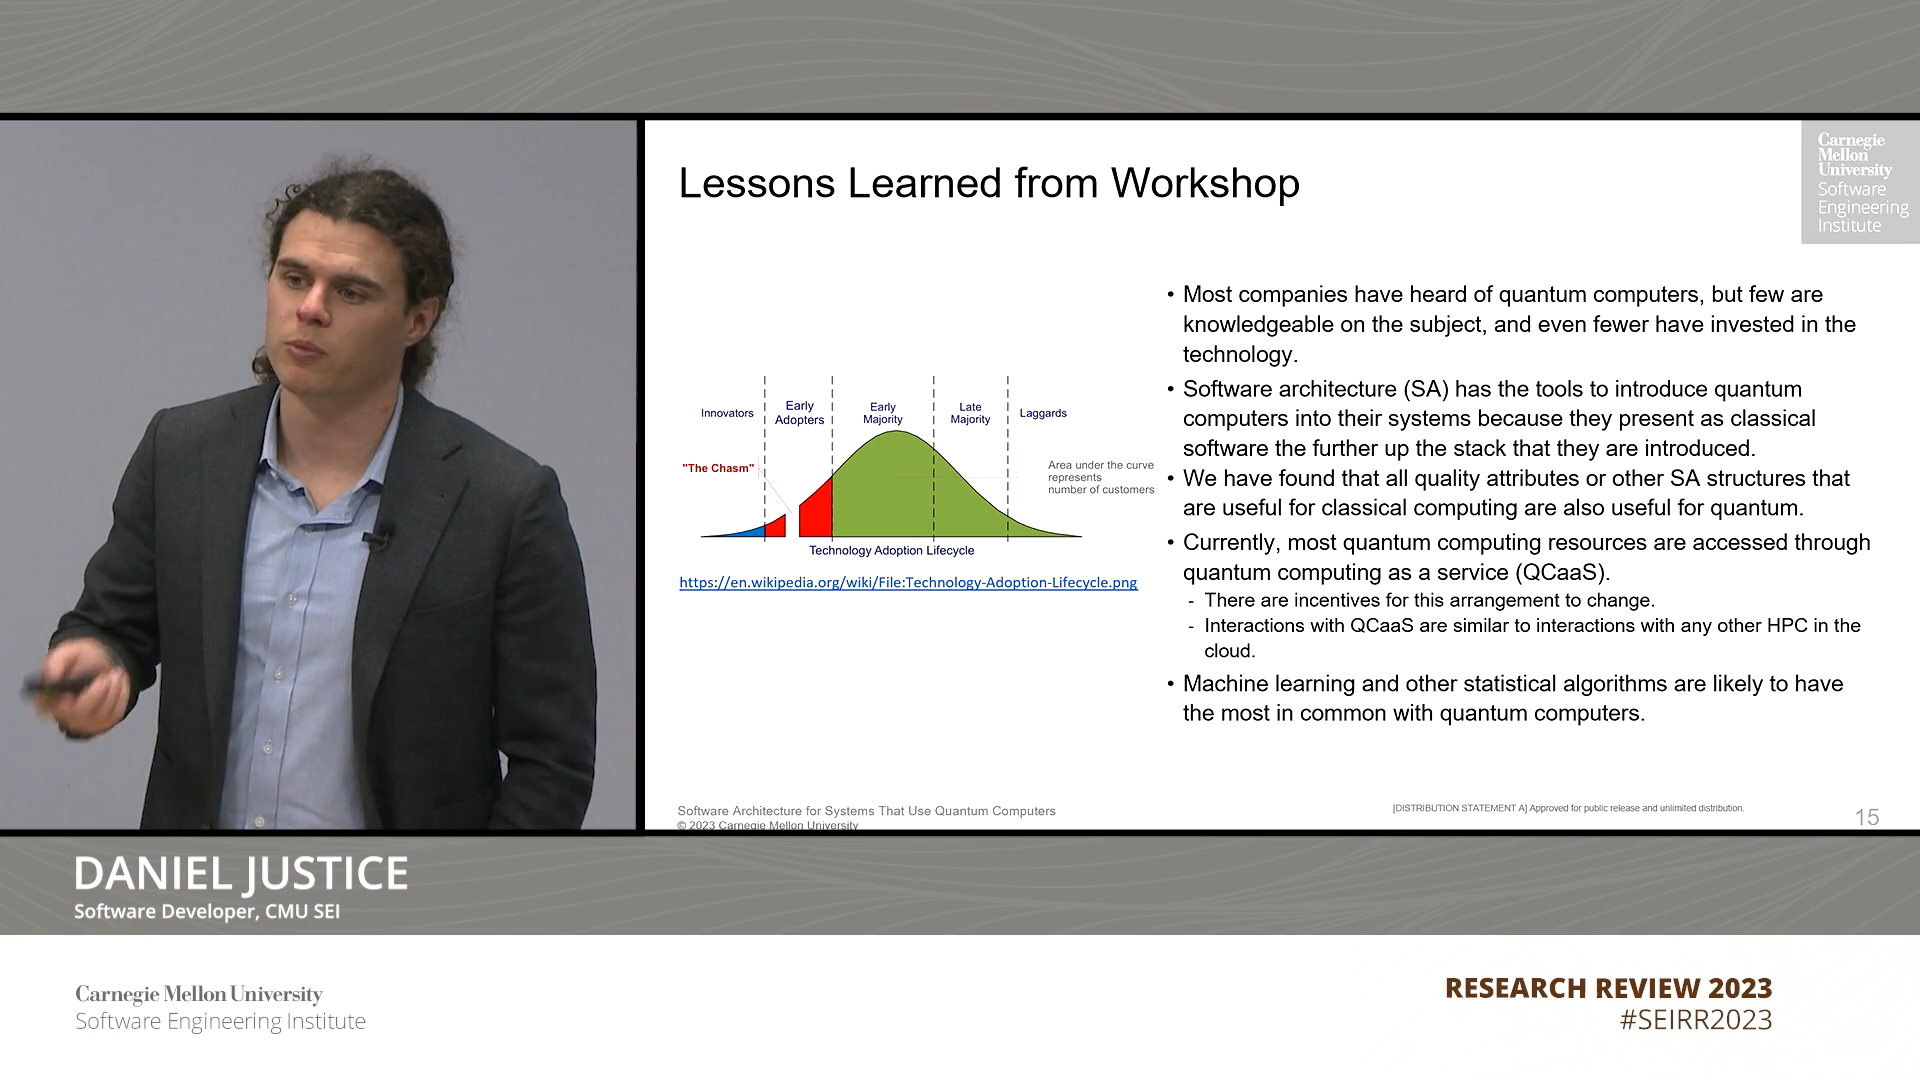 Carnegie
Mellon
University
Software
Engineering
Institute
Lessons Learned from Workshop
Innovators
Early
Adopters
Early
Majority
Late
Majority
Laggards
"The Chasm"
Area under the curve
represents
number of customers
Technology Adoption Lifecycle
https://en.wikipedia.org/wiki/File:Technology-Adoption-Lifecycle.png
• Most companies have heard of quantum computers, but few are
knowledgeable on the subject, and even fewer have invested in the
technology.
• Software architecture (SA) has the tools to introduce quantum
computers into their systems because they present as classical
software the further up the stack that they are introduced.
• We have found that all quality attributes or other SA structures that
are useful for classical computing are also useful for quantum.
• Currently, most quantum computing resources are accessed through
quantum computing as a service (QCaaS).
- There are incentives for this arrangement to change.
- Interactions with QCaaS are similar to interactions with any other HPC in the
cloud.
• Machine learning and other statistical algorithms are likely to have
the most in common with quantum computers.
Software Architecture for Systems That Use Quantum Computers
© 2023 Carnegie Mellon University
[DISTRIBUTION STATEMENT A] Approved for public release and unlimited distribution.
15
DANIEL JUSTICE
Software Developer, CMU SEI
Carnegie Mellon University
Software Engineering Institute
RESEARCH REVIEW 2023
#SEIRR2023